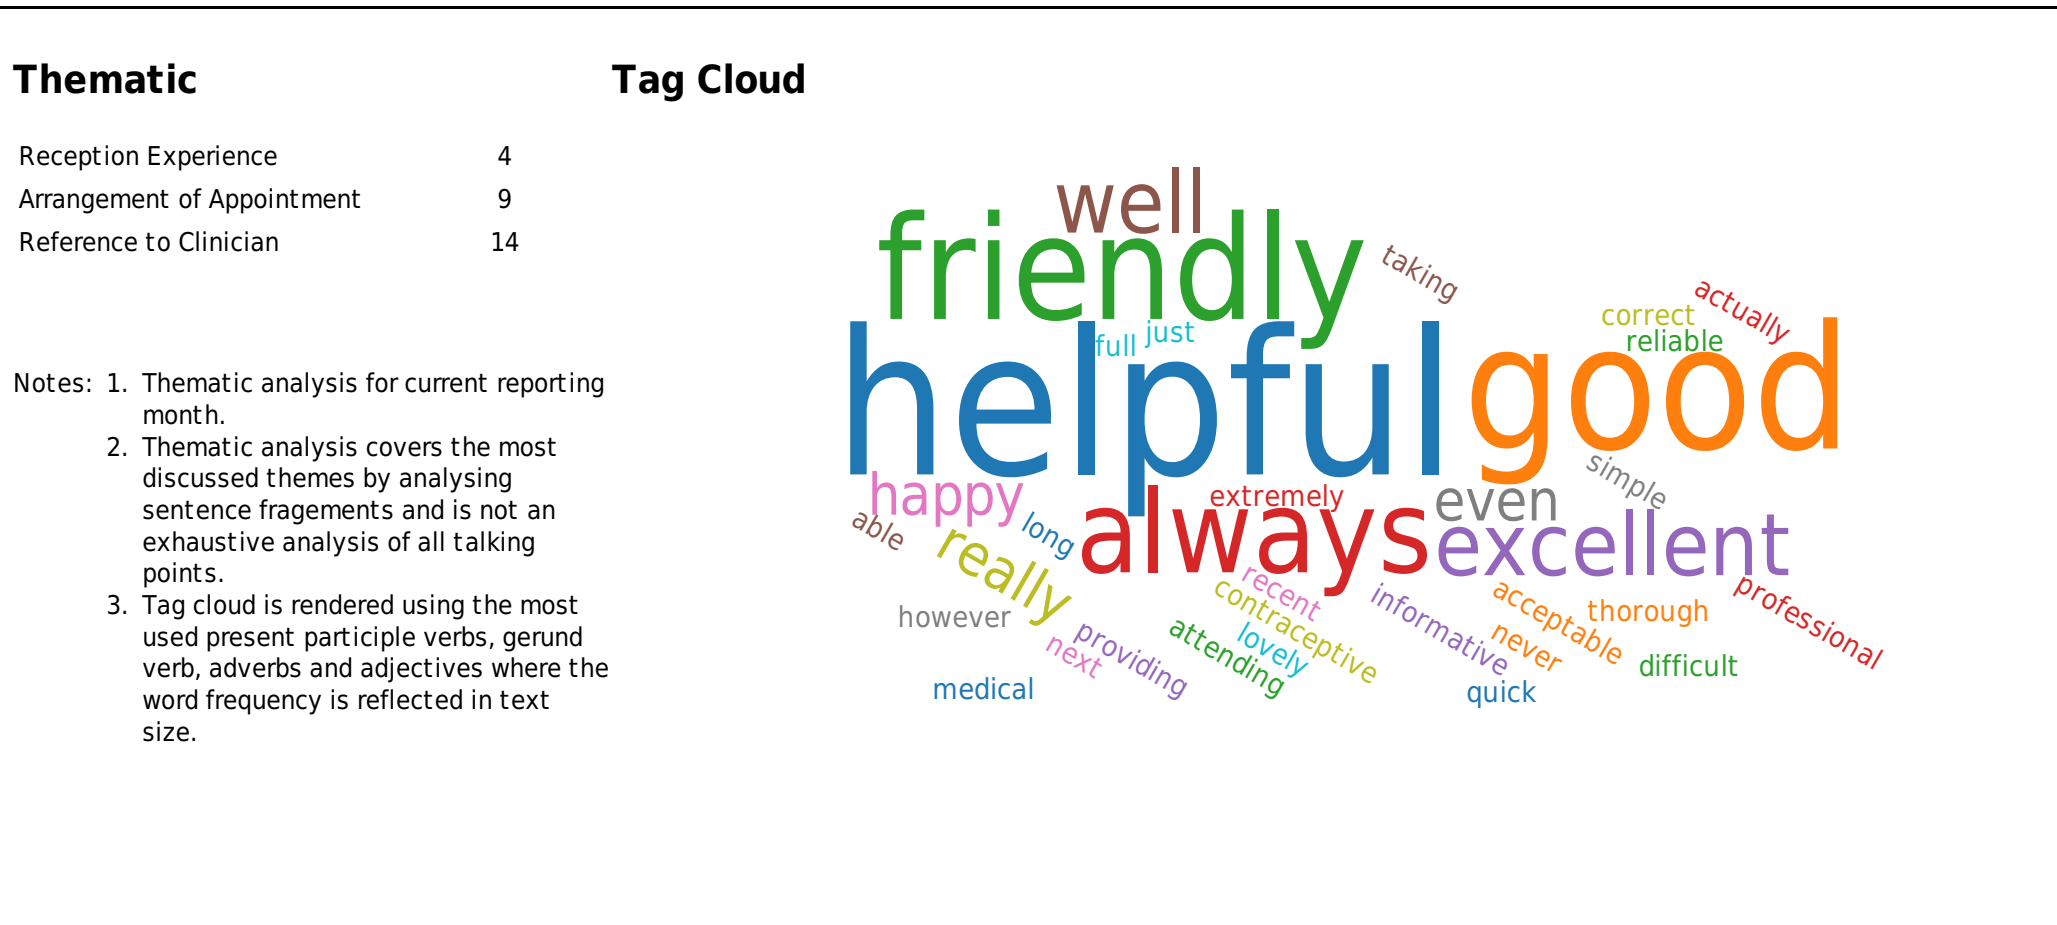 Thematic
Tag Cloud
Reception Experience 4
Arrangement of Appointment 9
Reference to Clinician 14
Notes: 1. Thematic analysis for current reporting
month.
2. Thematic analysis covers the most
discussed themes by analysing
sentence fragements and is not an
exhaustive analysis of all talking
points.
3. Tag cloud is rendered using the most
used present participle verbs, gerund
verb, adverbs and adjectives where the
word frequency is reflected in text
size.
well
friendly
taking
actually
correct
reliable
full
just
helpful
good
simple
happy
extremely
even
able
long
always
excellent
really
recent
contraceptive
informative
acceptable
thorough
professional
however
next
providing
attending
lovely
never
difficult
medical
quick